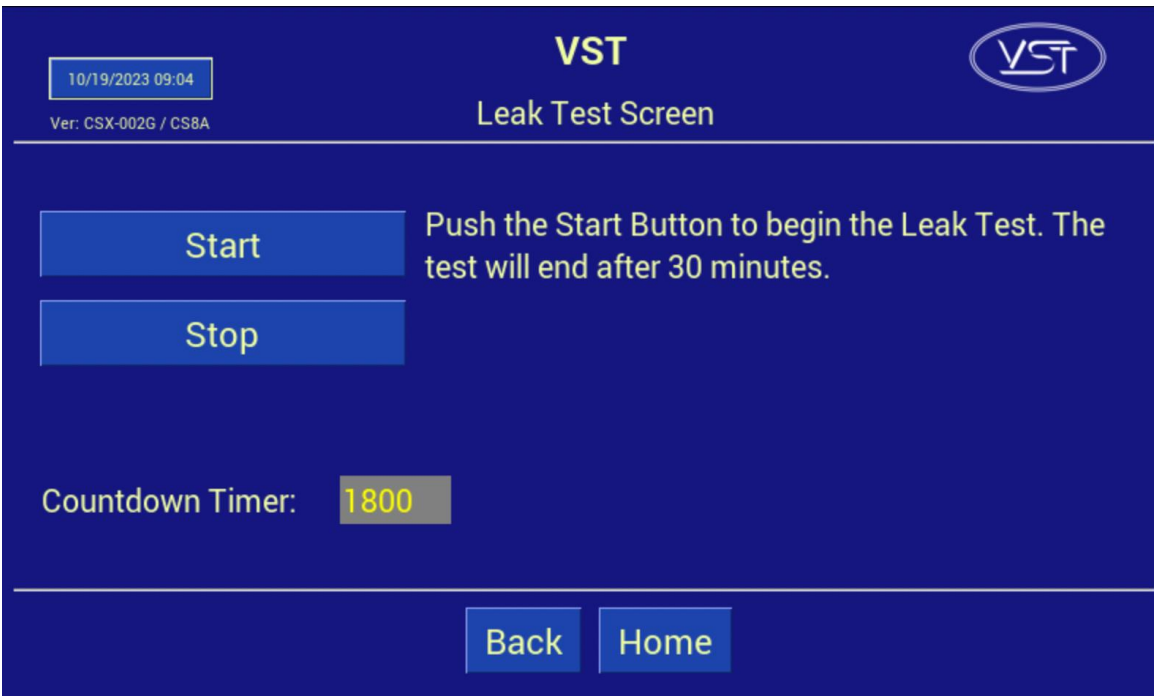 VST
VST
10/19/2023 09:04
Ver: CSX-002G / CS8A
Leak Test Screen
Start
Push the Start Button to begin the Leak Test. The
test will end after 30 minutes.
Stop
Countdown Timer: 1800
Back Home